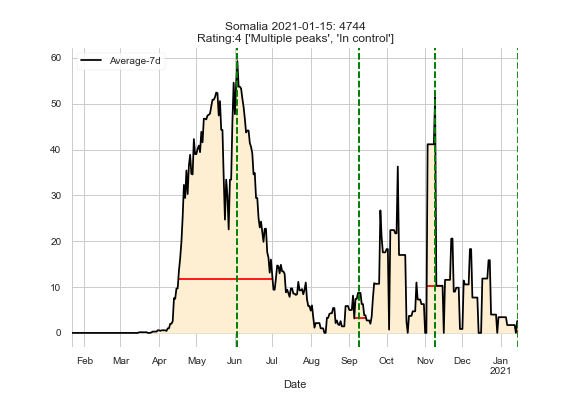 Somalia 2021-01-15: 4744
Rating:4 ['Multiple peaks', 'In control']
Average-7d
60
50
40
30
20
10
0
Feb Mar Apr May Jun Jul Aug Sep Oct Nov Dec Jan
2021
Date